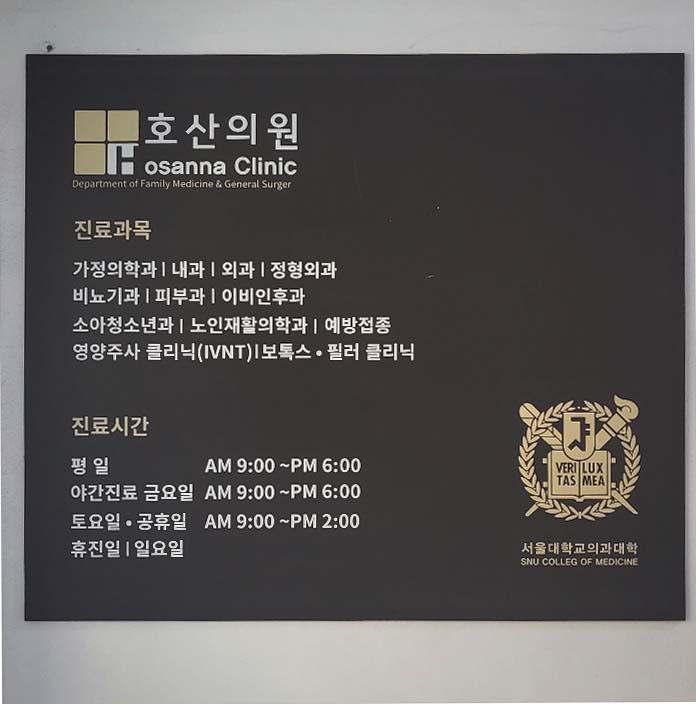 호산의원
Hosanna Clinic
Department of Family Medicine & General Surger
진료과목
가정의학과 | 내과 | 외과 | 정형외과
비뇨기과 | 피부과 | 이비인후과
소아청소년과 | 노인재활의학과 | 예방접종
영양주사 클리닉(IVNT)|보톡스 • 필러 클리닉
진료시간
평 일 AM 9:00 ~PM 6:00
야간진료 금요일 AM 9:00 ~PM 6:00
토요일 • 공휴일 AM 9:00 ~PM 2:00
휴진일 | 일요일
VERI LUX
TAS MEA
서울대학교의과대학
SNU COLLEG OF MEDICINE